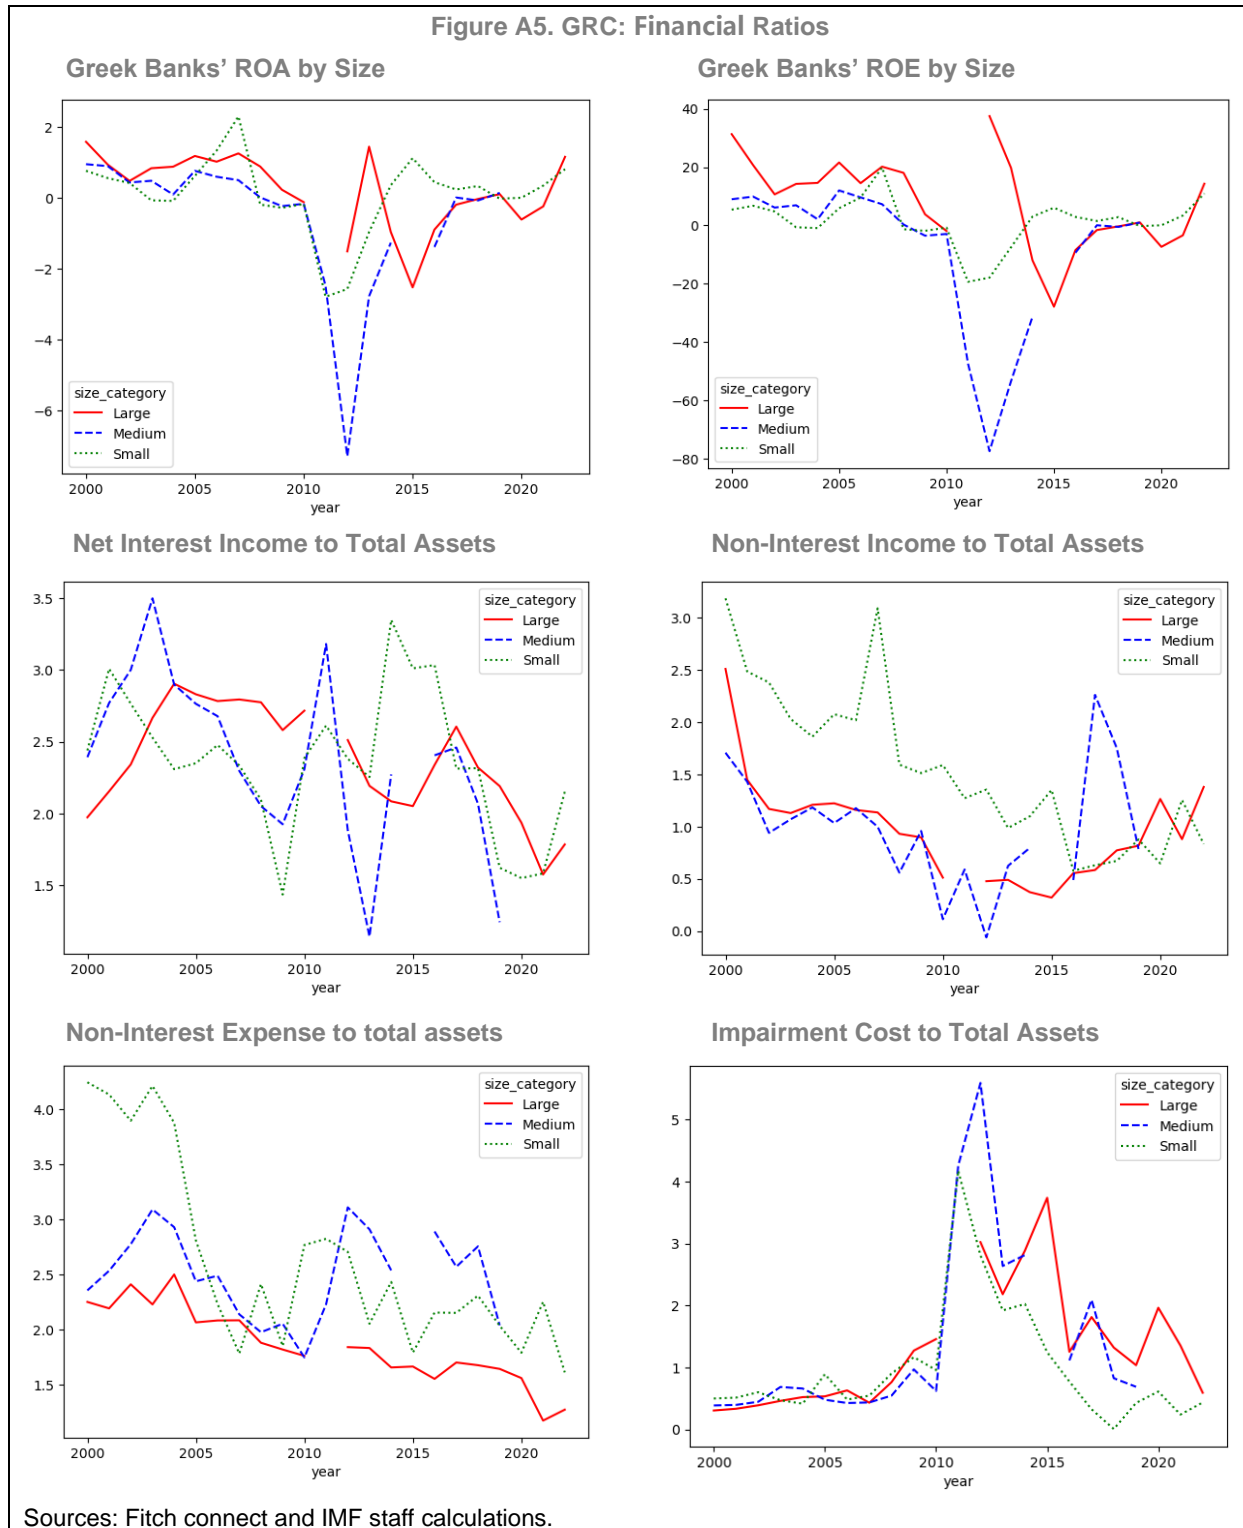 Figure A5. GRC: Financial Ratios
Greek Banks' ROA by Size
2
0
−2
−4
−6
size_category
Large
Medium
Small
2000 2005 2010 2015 2020
year
Greek Banks' ROE by Size
40
20
0
−20
−40
−60
−80
size_category
Large
Medium
Small
2000 2005 2010 2015 2020
year
Net Interest Income to Total Assets
3.5
3.0
2.5
2.0
1.5
size_category
Large
Medium
Small
2000 2005 2010 2015 2020
year
Non-Interest Income to Total Assets
3.0
2.5
2.0
1.5
1.0
0.5
0.0
size_category
Large
Medium
Small
2000 2005 2010 2015 2020
year
Non-Interest Expense to total assets
4.0
3.5
3.0
2.5
2.0
1.5
size_category
Large
Medium
Small
2000 2005 2010 2015 2020
year
Impairment Cost to Total Assets
5
4
3
2
1
0
size_category
Large
Medium
Small
2000 2005 2010 2015 2020
year
Sources: Fitch connect and IMF staff calculations.